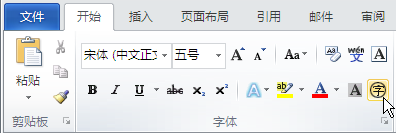 文件 开始 插入 页面布局 引用 邮件 审阅
宋体 (中文正文 五号 A A Aa wén A
粘贴 B I U abc x₂ x² A ab A A 字
剪贴板 字体